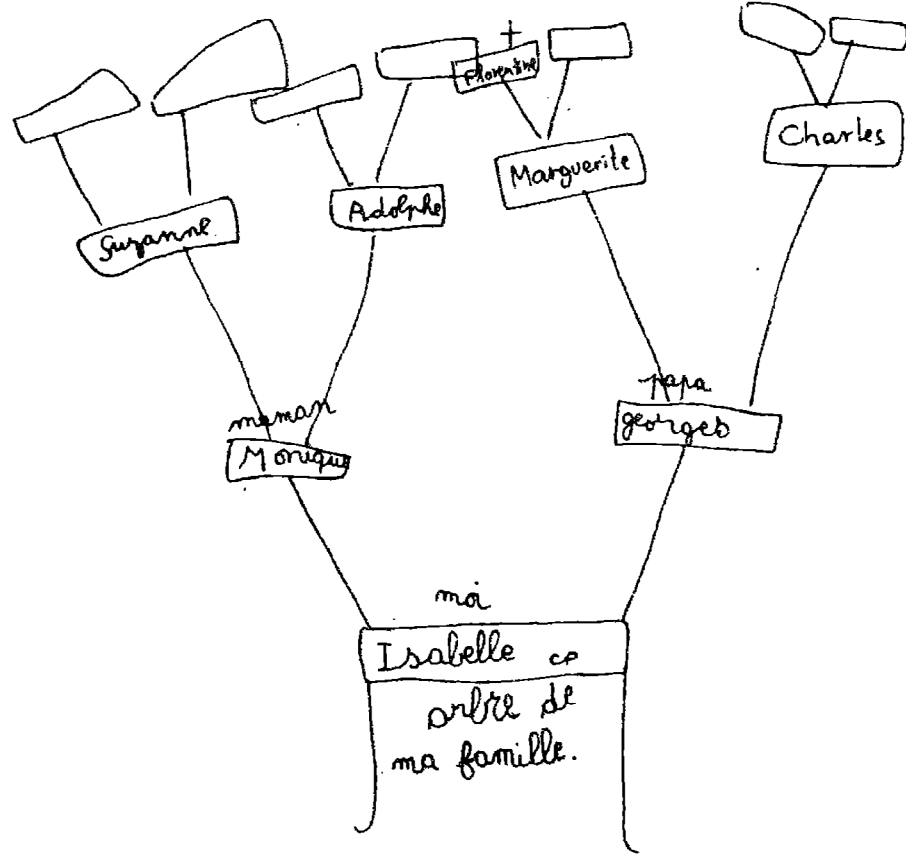 Florentine
Charles
Marguerite
Adolphe
Suzanne
papa
georges
maman
Monique
moi
Isabelle CP
arbre de
ma famille.